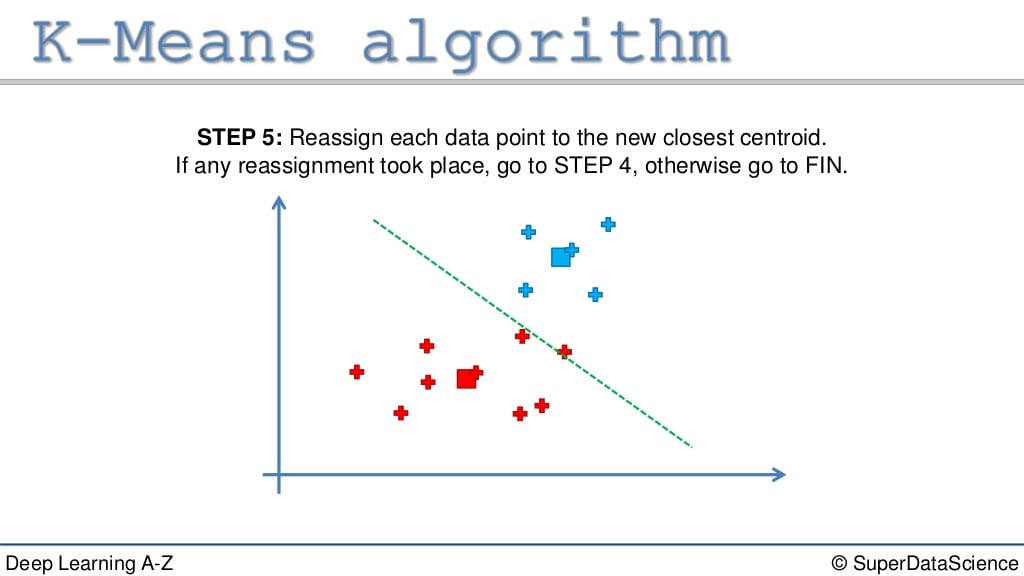 K-Means algorithm
STEP 5: Reassign each data point to the new closest centroid.
If any reassignment took place, go to STEP 4, otherwise go to FIN.
Deep Learning A-Z
© SuperDataScience